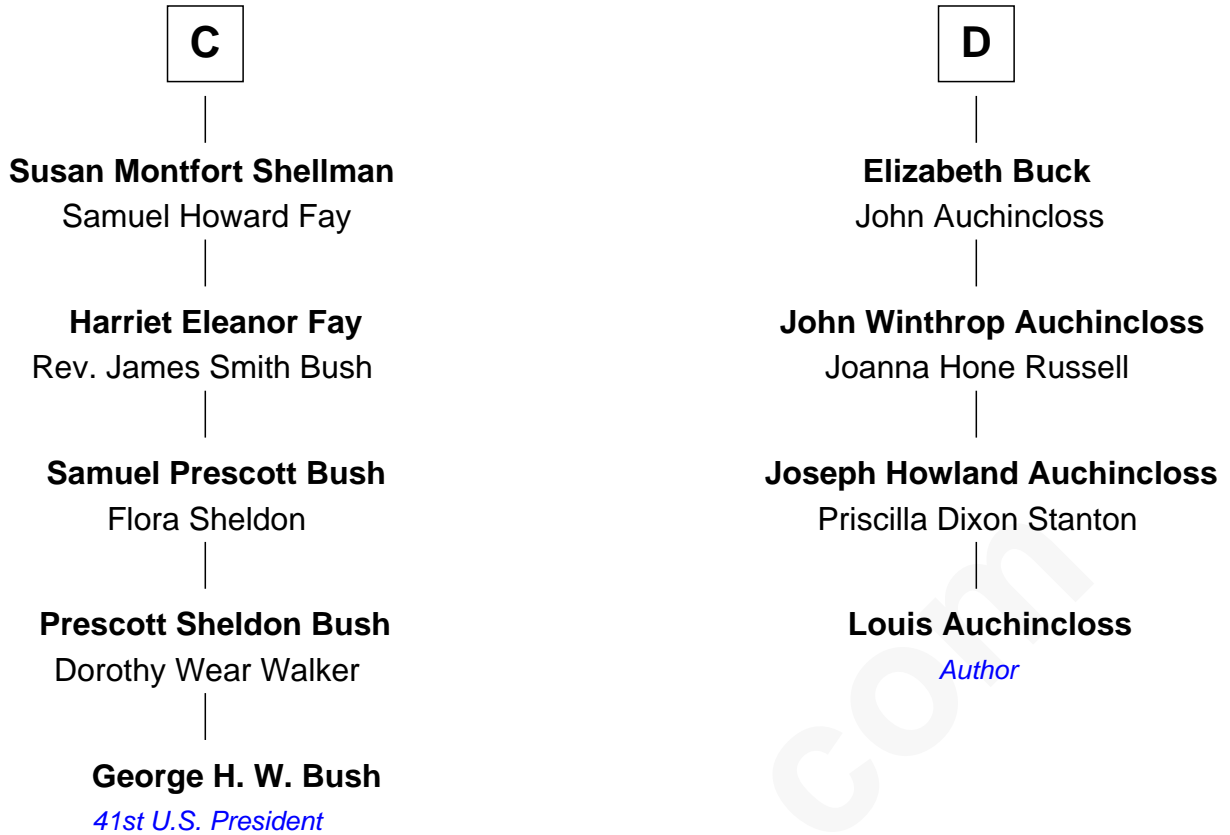 C
Susan Montfort Shellman
Samuel Howard Fay
Harriet Eleanor Fay
Rev. James Smith Bush
Samuel Prescott Bush
Flora Sheldon
Prescott Sheldon Bush
Dorothy Wear Walker
George H. W. Bush
41st U.S. President
D
Elizabeth Buck
John Auchincloss
John Winthrop Auchincloss
Joanna Hone Russell
Joseph Howland Auchincloss
Priscilla Dixon Stanton
Louis Auchincloss
Author
com